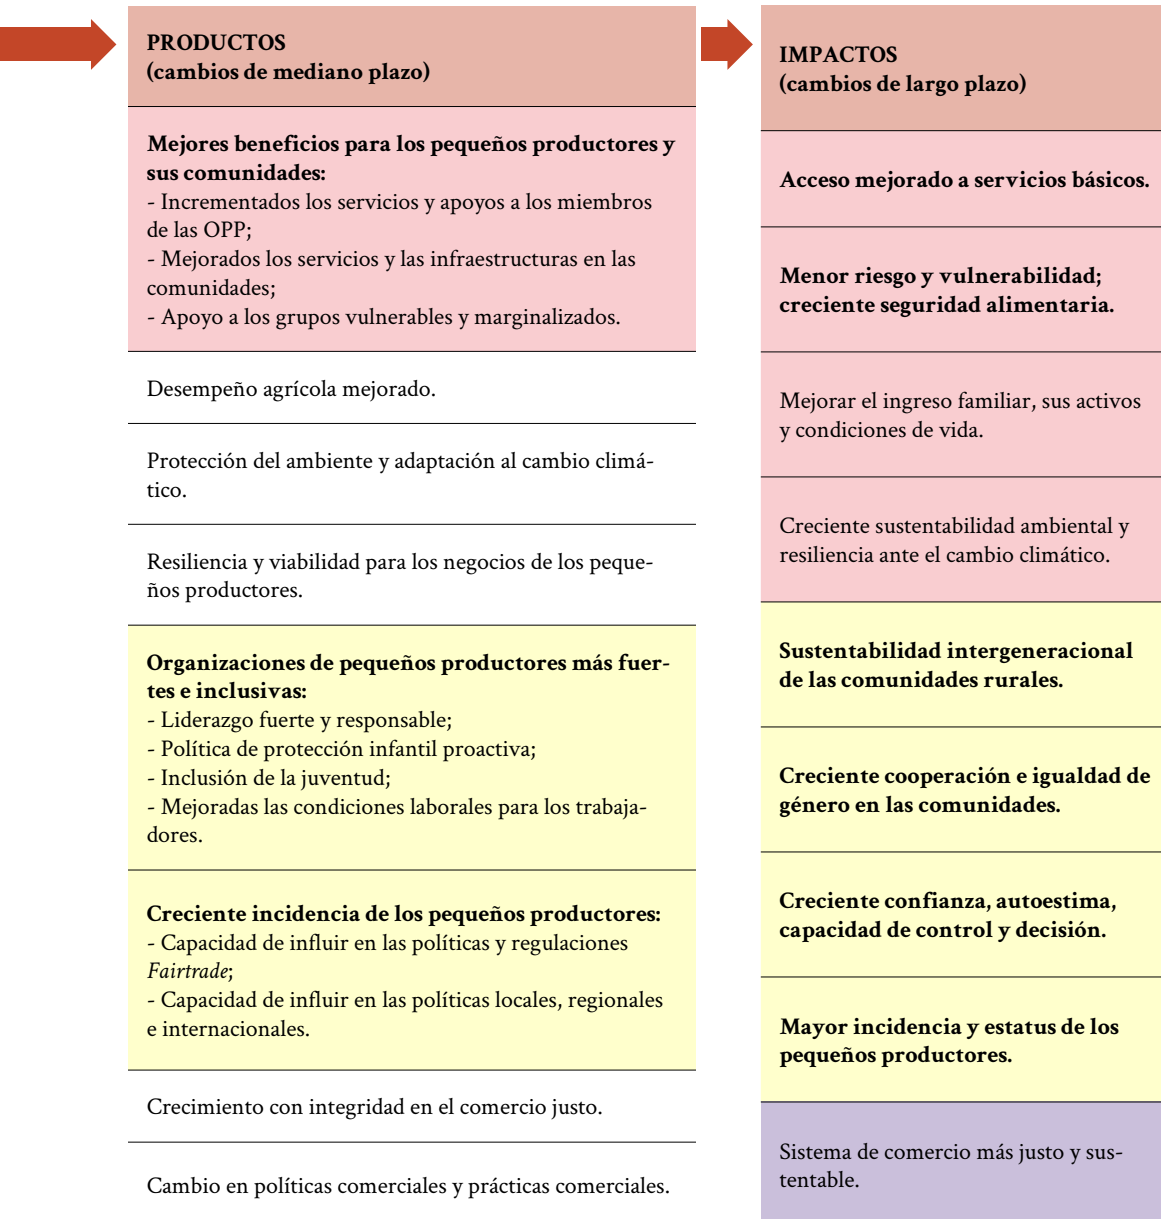 PRODUCTOS
(cambios de mediano plazo)
Mejores beneficios para los pequeños productores y
sus comunidades:
- Incrementados los servicios y apoyos a los miembros
de las OPP;
- Mejorados los servicios y las infraestructuras en las
comunidades;
- Apoyo a los grupos vulnerables y marginalizados.
Desempeño agrícola mejorado.
Protección del ambiente y adaptación al cambio climá-
tico.
Resiliencia y viabilidad para los negocios de los peque-
ños productores.
Organizaciones de pequeños productores más fuer-
tes e inclusivas:
- Liderazgo fuerte y responsable;
- Política de protección infantil proactiva;
- Inclusión de la juventud;
- Mejoradas las condiciones laborales para los trabaja-
dores.
Creciente incidencia de los pequeños productores:
- Capacidad de influir en las políticas y regulaciones
Fairtrade;
- Capacidad de influir en las políticas locales, regionales
e internacionales.
Crecimiento con integridad en el comercio justo.
Cambio en políticas comerciales y prácticas comerciales.
IMPACTOS
(cambios de largo plazo)
Acceso mejorado a servicios básicos.
Menor riesgo y vulnerabilidad;
creciente seguridad alimentaria.
Mejorar el ingreso familiar, sus activos
y condiciones de vida.
Creciente sustentabilidad ambiental y
resiliencia ante el cambio climático.
Sustentabilidad intergeneracional
de las comunidades rurales.
Creciente cooperación e igualdad de
género en las comunidades.
Creciente confianza, autoestima,
capacidad de control y decisión.
Mayor incidencia y estatus de los
pequeños productores.
Sistema de comercio más justo y sus-
tentable.